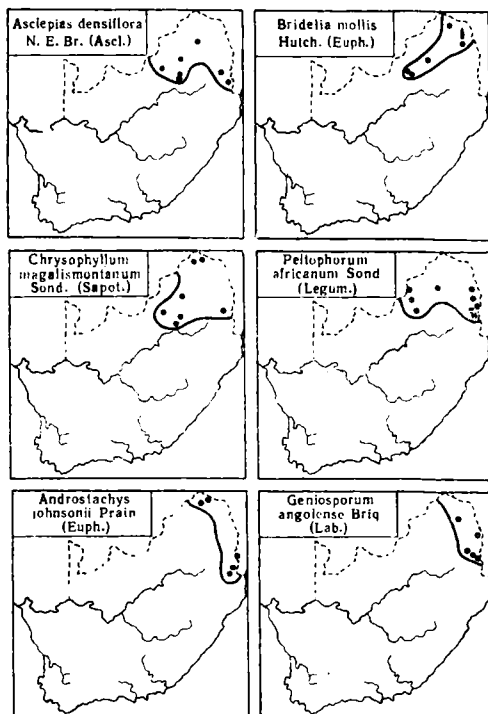 Asclepias densiflora
N. E. Br. (Ascl.)
Bridelia mollis
Hutch. (Euph.)
Chrysophyllum
magalismontanum
Sond. (Sapot.)
Peltophorum
africanum Sond
(Legum.)
Androstachys
johnsonii Prain
(Euph.)
Geniosporum
angolense Briq
(Lab.)